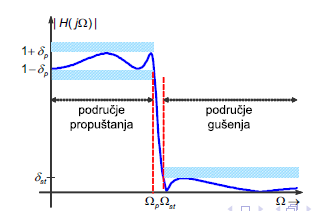 |H(jΩ)|
1+δp
1−δp
područje propuštanja
područje gušenja
δst
Ωp Ωst Ω→